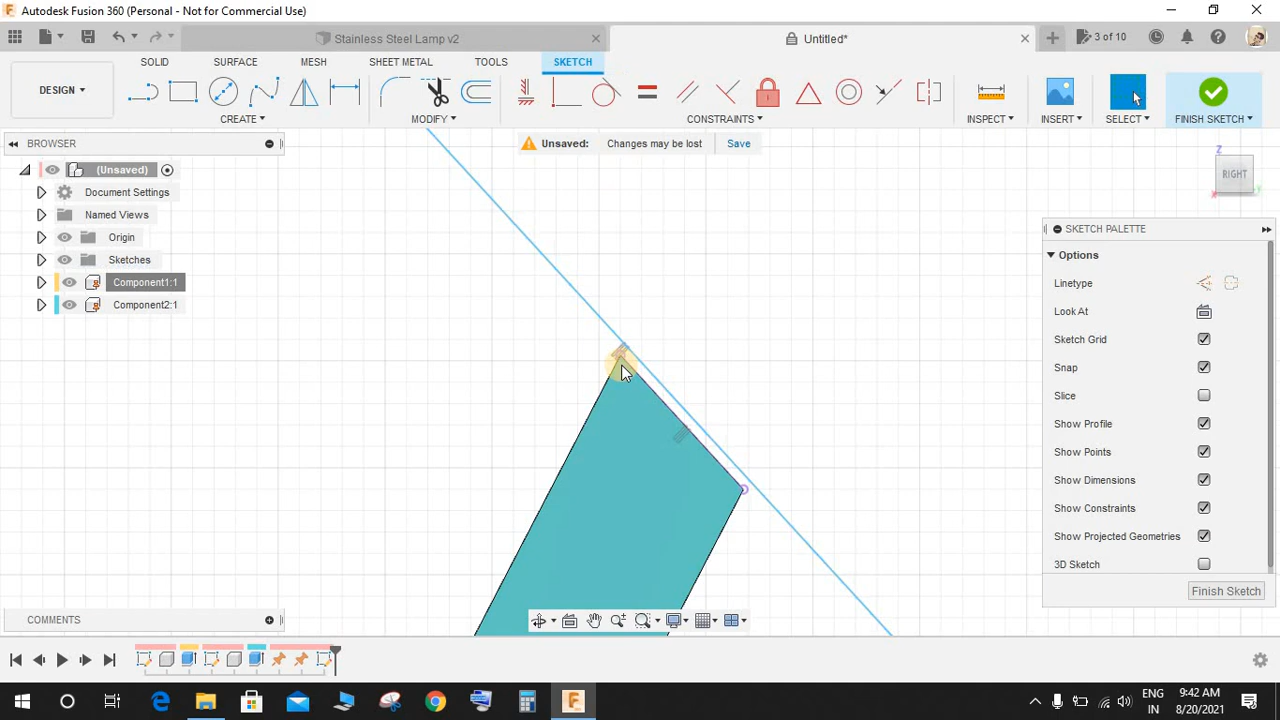 Autodesk Fusion 360 (Personal - Not for Commercial Use)
Stainless Steel Lamp v2
Untitled*
3 of 10
SOLID
SURFACE
MESH
SHEET METAL
TOOLS
SKETCH
DESIGN
CREATE
MODIFY
CONSTRAINTS
INSPECT
INSERT
SELECT
FINISH SKETCH
BROWSER
Unsaved: Changes may be lost Save
(Unsaved)
Document Settings
Named Views
Origin
Sketches
Component1:1
Component2:1
Z
RIGHT
X
Y
SKETCH PALETTE
Options
Linetype
Look At
Sketch Grid
Snap
Slice
Show Profile
Show Points
Show Dimensions
Show Constraints
Show Projected Geometries
3D Sketch
Finish Sketch
COMMENTS
ENG
IN
9:42 AM
8/20/2021